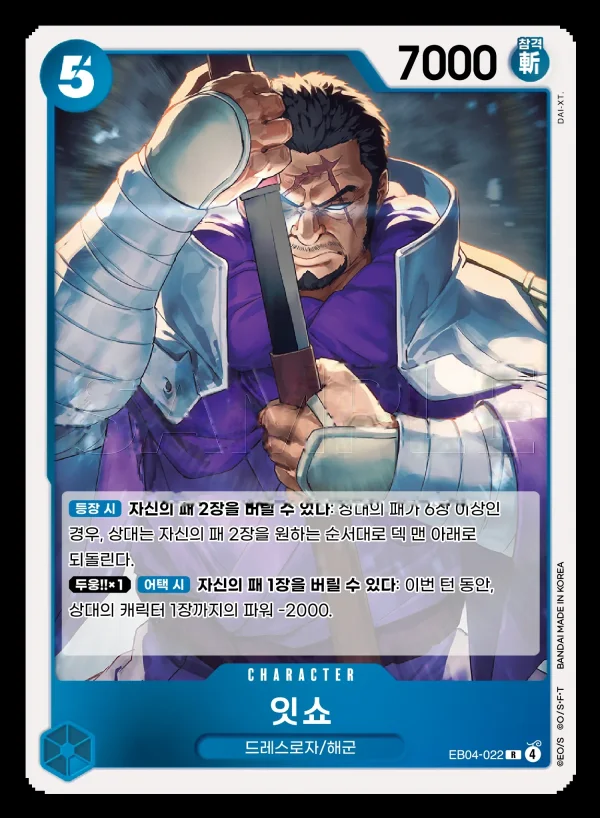 5
7000
참격
斬
DAI-XT.
SAMPLE
등장 시 자신의 패 2장을 버릴 수 있다: 상대의 패가 6장 이상인
경우, 상대는 자신의 패 2장을 원하는 순서대로 덱 맨 아래로
되돌린다.
두웅!!×1 어택 시 자신의 패 1장을 버릴 수 있다: 이번 턴 동안,
상대의 캐릭터 1장까지의 파워 -2000.
CHARACTER
잇쇼
드레스로자/해군
EB04-022 R 4
©E.O/S ©O/S·F·T BANDAI MADE IN KOREA